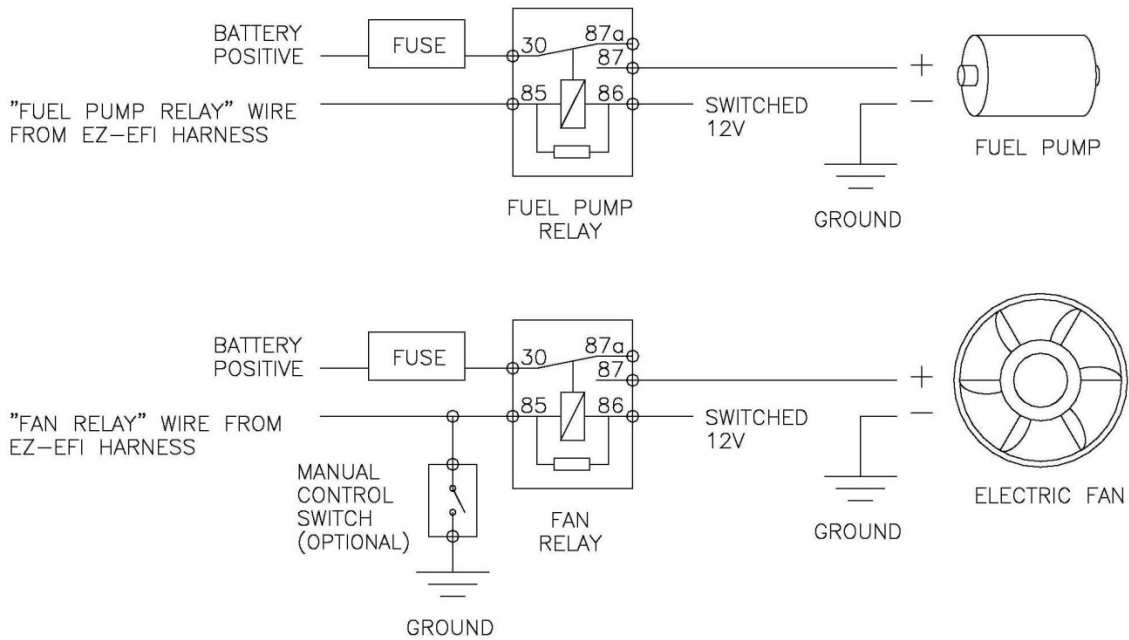 BATTERY
POSITIVE
FUSE
30
87a
87
85
86
"FUEL PUMP RELAY" WIRE
FROM EZ-EFI HARNESS
SWITCHED
12V
+
−
FUEL PUMP
FUEL PUMP
RELAY
GROUND
BATTERY
POSITIVE
FUSE
30
87a
87
85
86
"FAN RELAY" WIRE FROM
EZ-EFI HARNESS
SWITCHED
12V
+
−
MANUAL
CONTROL
SWITCH
(OPTIONAL)
FAN
RELAY
GROUND
ELECTRIC FAN
GROUND